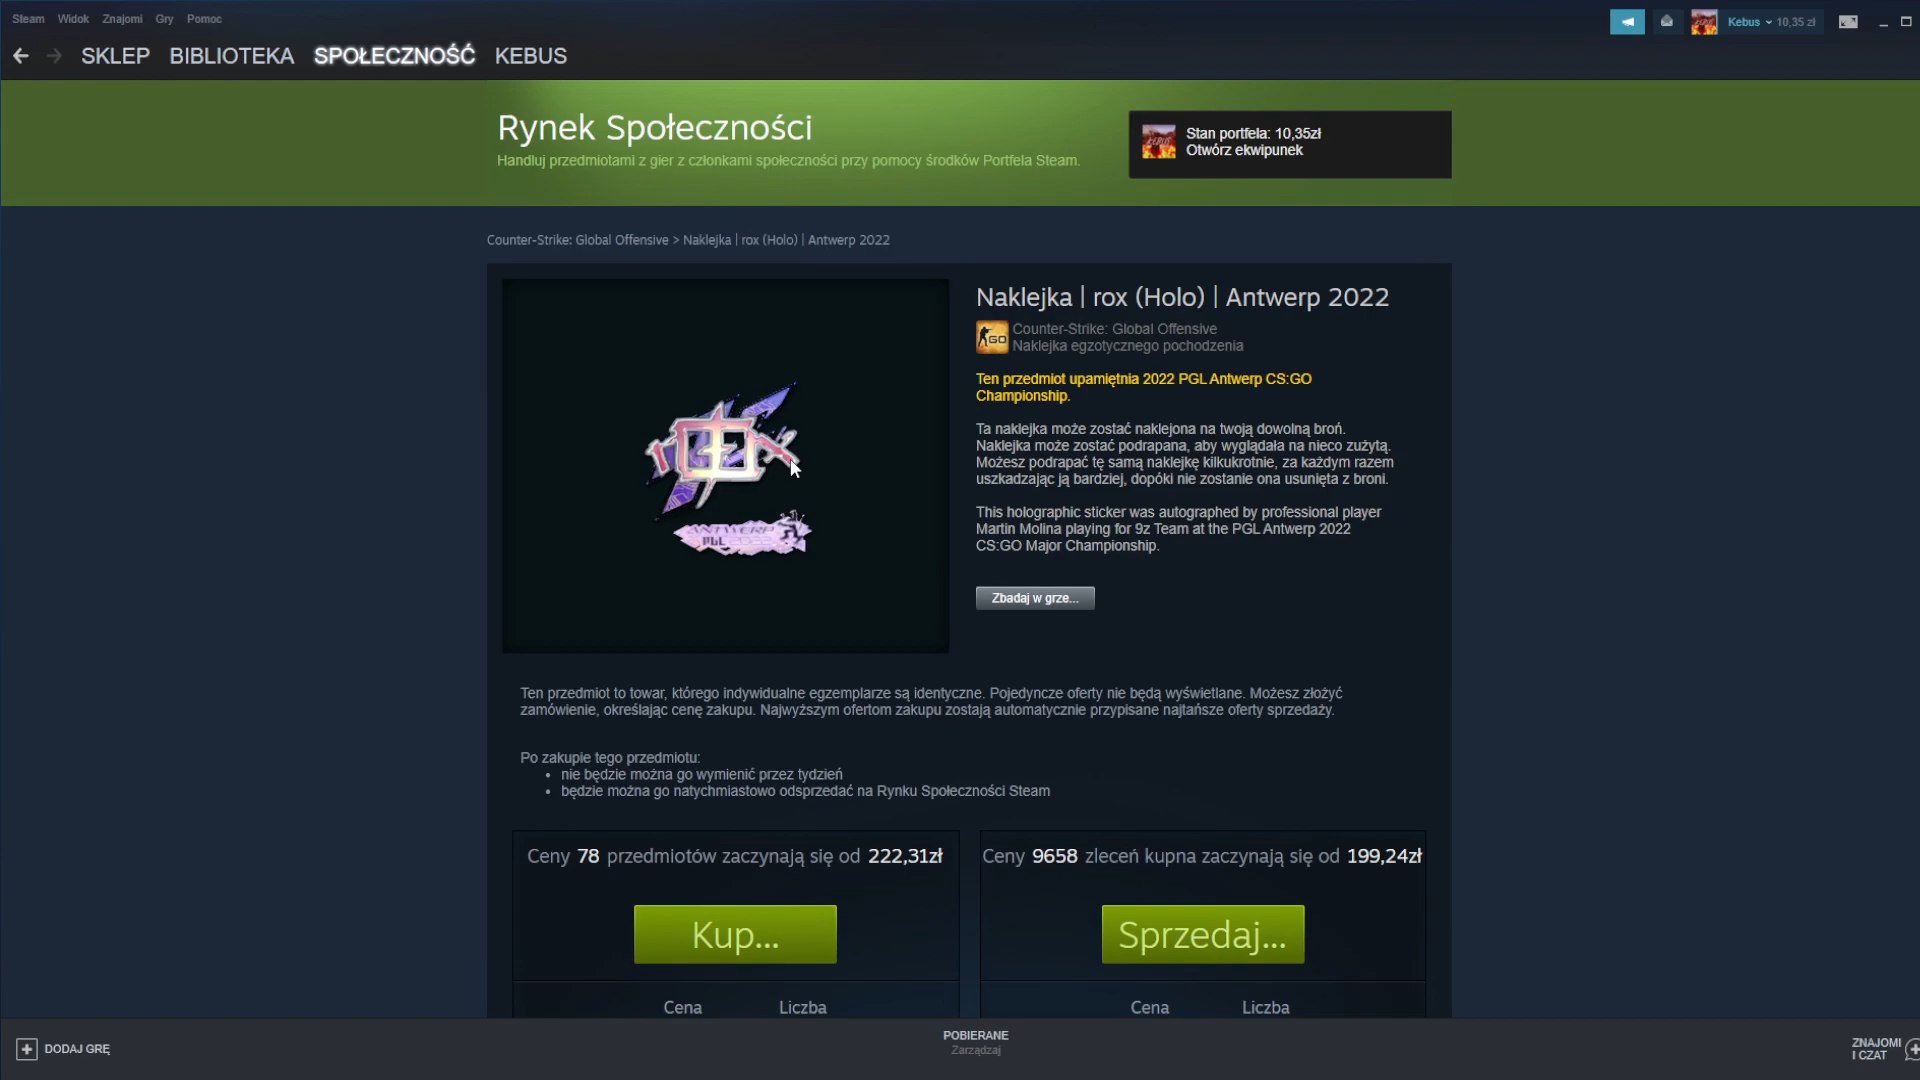 Steam Widok Znajomi Gry Pomoc
Kebus 10,35 zł
SKLEP BIBLIOTEKA SPOŁECZNOŚĆ KEBUS
Rynek Społeczności
Handluj przedmiotami z gier z członkami społeczności przy pomocy środków Portfela Steam.
Stan portfela: 10,35zł
Otwórz ekwipunek
Counter-Strike: Global Offensive > Naklejka | rox (Holo) | Antwerp 2022
Naklejka | rox (Holo) | Antwerp 2022
GO
Counter-Strike: Global Offensive
Naklejka egzotycznego pochodzenia
Ten przedmiot upamiętnia 2022 PGL Antwerp CS:GO
Championship.
Ta naklejka może zostać naklejona na twoją dowolną broń.
Naklejka może zostać podrapana, aby wyglądała na nieco zużytą.
Możesz podrapać tę samą naklejkę kilkukrotnie, za każdym razem
uszkadzając ją bardziej, dopóki nie zostanie ona usunięta z broni.
This holographic sticker was autographed by professional player
Martin Molina playing for 9z Team at the PGL Antwerp 2022
CS:GO Major Championship.
rox
ANTWERP
PGL 2022
Zbadaj w grze...
Ten przedmiot to towar, którego indywidualne egzemplarze są identyczne. Pojedyncze oferty nie będą wyświetlane. Możesz złożyć
zamówienie, określając cenę zakupu. Najwyższym ofertom zakupu zostają automatycznie przypisane najtańsze oferty sprzedaży.
Po zakupie tego przedmiotu:
• nie będzie można go wymienić przez tydzień
• będzie można go natychmiastowo odsprzedać na Rynku Społeczności Steam
Ceny 78 przedmiotów zaczynają się od 222,31zł
Kup...
Cena Liczba
Ceny 9658 zleceń kupna zaczynają się od 199,24zł
Sprzedaj...
Cena Liczba
DODAJ GRĘ
POBIERANE
Zarządzaj
ZNAJOMI
I CZAT